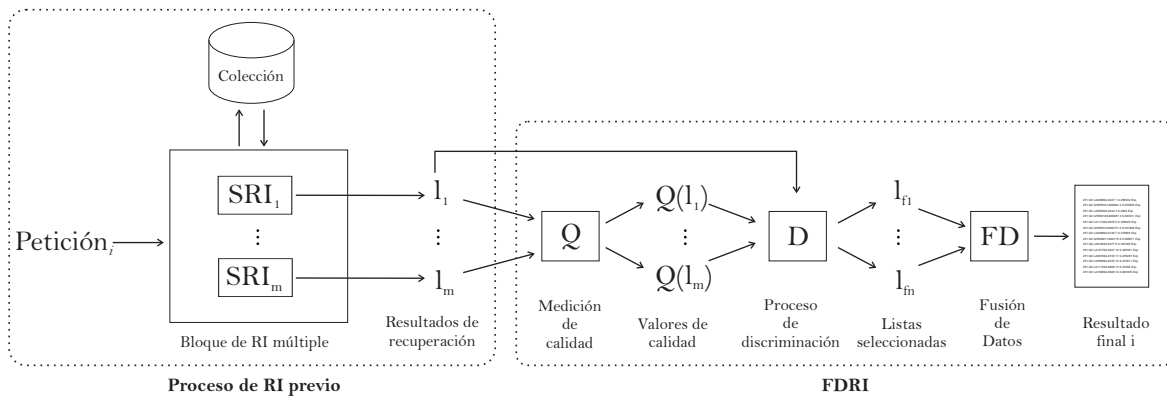 Colección
Petición i
SRI1
⋮
SRIm
Bloque de RI múltiple
l1
⋮
lm
Resultados de
recuperación
Proceso de RI previo
Q
Medición
de
calidad
Q(l1)
⋮
Q(lm)
Valores de
calidad
D
Proceso
de
discriminación
lf1
⋮
lfn
Listas
seleccionadas
FD
Fusión
de
Datos
Resultado
final i
FDRI